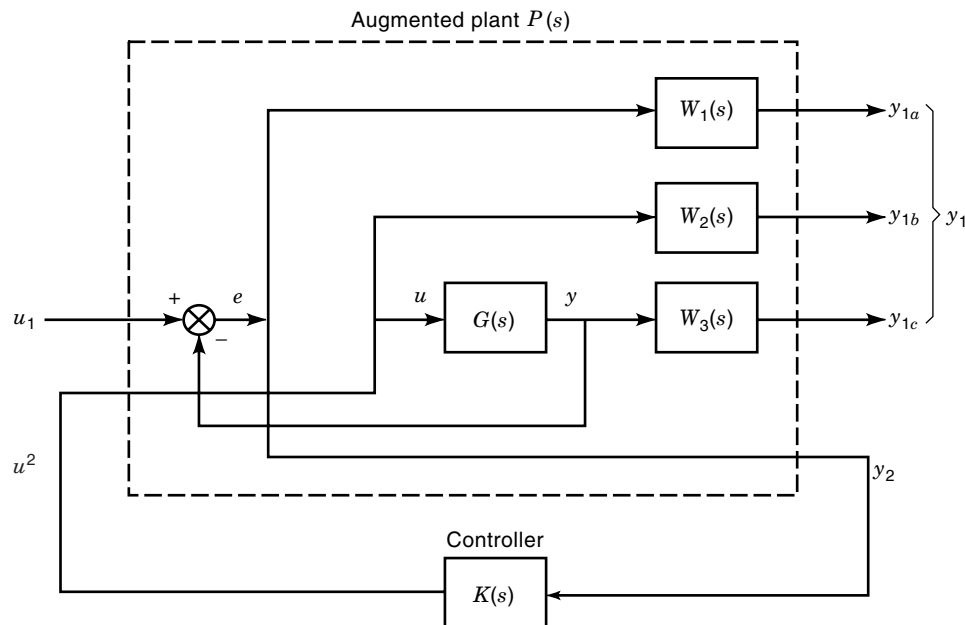 Augmented plant P(s)
W₁(s)
y₁ₐ
W₂(s)
y₁b
y₁
+
e
u
y
u₁
G(s)
W₃(s)
y₁c
−
u²
y₂
Controller
K(s)